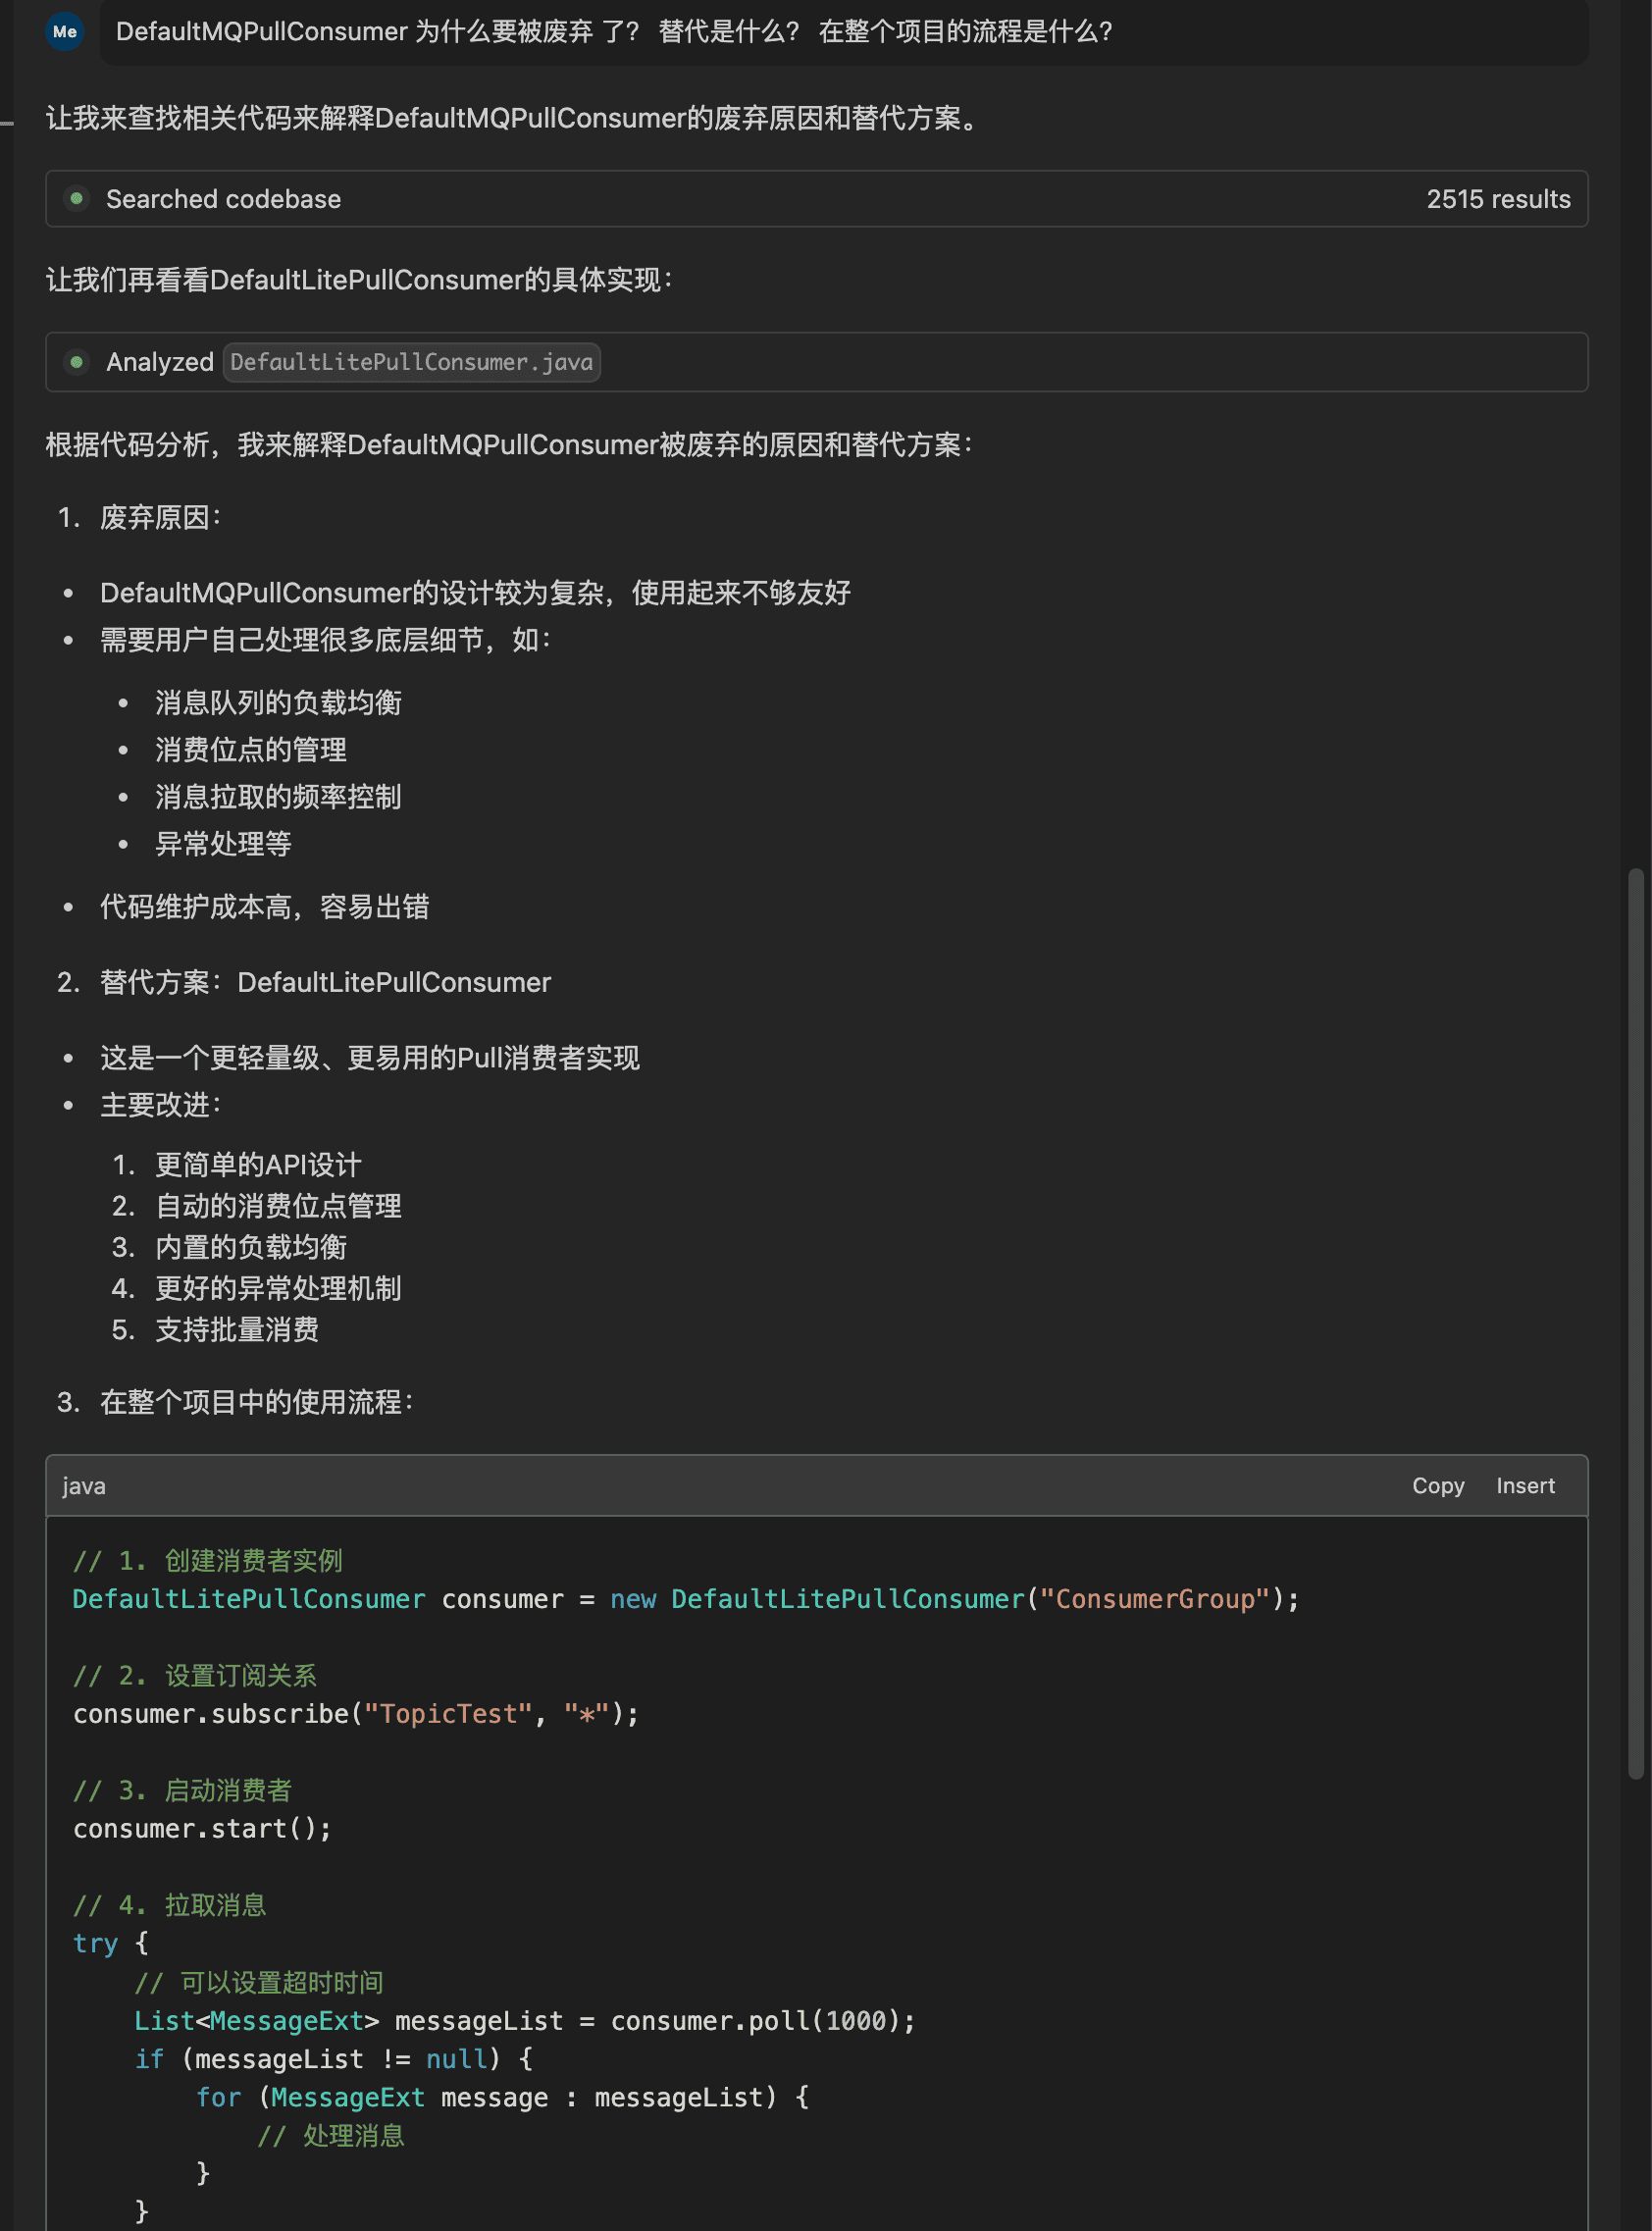 Me
DefaultMQPullConsumer 为什么要被废弃 了？ 替代是什么？ 在整个项目的流程是什么？
让我来查找相关代码来解释DefaultMQPullConsumer的废弃原因和替代方案。
Searched codebase 2515 results
让我们再看看DefaultLitePullConsumer的具体实现：
Analyzed DefaultLitePullConsumer.java
根据代码分析，我来解释DefaultMQPullConsumer被废弃的原因和替代方案：
1. 废弃原因：
• DefaultMQPullConsumer的设计较为复杂，使用起来不够友好
• 需要用户自己处理很多底层细节，如：
• 消息队列的负载均衡
• 消费位点的管理
• 消息拉取的频率控制
• 异常处理等
• 代码维护成本高，容易出错
2. 替代方案：DefaultLitePullConsumer
• 这是一个更轻量级、更易用的Pull消费者实现
• 主要改进：
1. 更简单的API设计
2. 自动的消费位点管理
3. 内置的负载均衡
4. 更好的异常处理机制
5. 支持批量消费
3. 在整个项目中的使用流程：
java Copy Insert
// 1. 创建消费者实例
DefaultLitePullConsumer consumer = new DefaultLitePullConsumer("ConsumerGroup");
// 2. 设置订阅关系
consumer.subscribe("TopicTest", "*");
// 3. 启动消费者
consumer.start();
// 4. 拉取消息
try {
    // 可以设置超时时间
    List<MessageExt> messageList = consumer.poll(1000);
    if (messageList != null) {
        for (MessageExt message : messageList) {
            // 处理消息
        }
    }